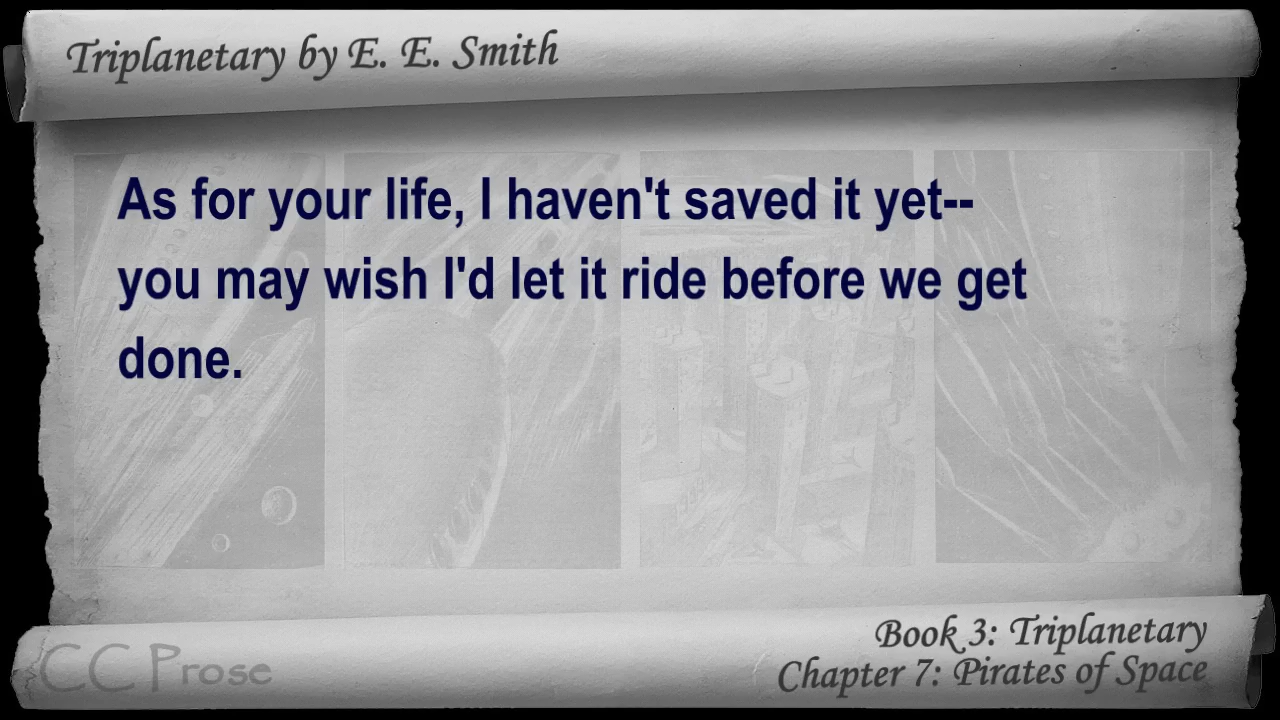 Triplanetary by E. E. Smith
As for your life, I haven't saved it yet--
you may wish I'd let it ride before we get
done.
Book 3: Triplanetary
Chapter 7: Pirates of Space
CC Prose